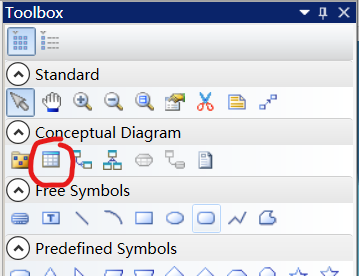 Toolbox
Standard
Conceptual Diagram
Free Symbols
T
Predefined Symbols